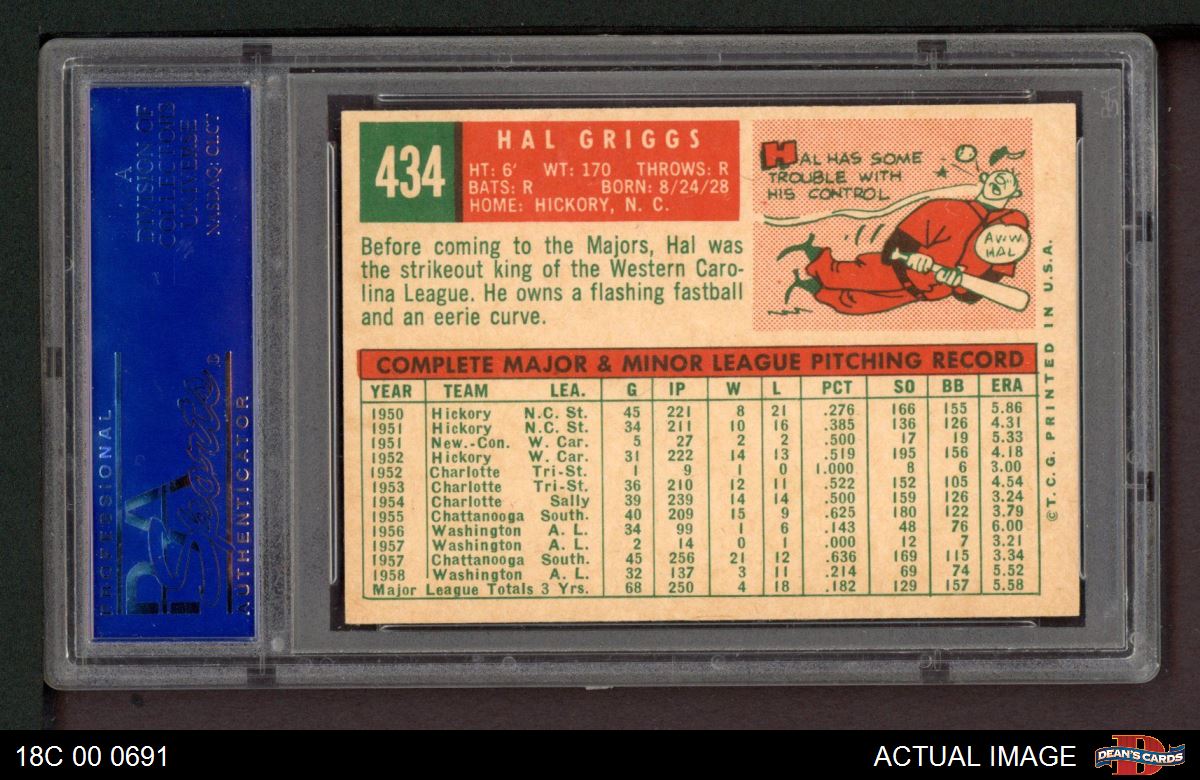 A
DIVISION OF
COLLECTORS
UNIVERSE
NASDAQ: CLCT
PROFESSIONAL
PSA
Sports
AUTHENTICATOR
434
HAL GRIGGS
HT: 6' WT: 170 THROWS: R
BATS: R BORN: 8/24/28
HOME: HICKORY, N. C.
HAL HAS SOME
TROUBLE WITH
HIS CONTROL
AWW
HAL
Before coming to the Majors, Hal was
the strikeout king of the Western Caro-
lina League. He owns a flashing fastball
and an eerie curve.
COMPLETE MAJOR & MINOR LEAGUE PITCHING RECORD
YEAR TEAM LEA. G IP W L PCT SO BB ERA
1950 Hickory N.C. St. 45 221 8 21 .276 166 155 5.86
1951 Hickory N.C. St. 34 211 10 16 .385 136 126 4.31
1951 New.-Con. W. Car. 5 27 2 2 .500 17 19 5.33
1952 Hickory W. Car. 31 222 14 13 .519 195 156 4.18
1952 Charlotte Tri-St. 1 9 1 0 1.000 8 6 3.00
1953 Charlotte Tri-St. 36 210 12 11 .522 152 105 4.54
1954 Charlotte Sally 39 239 14 14 .500 159 126 3.24
1955 Chattanooga South. 40 209 15 9 .625 180 122 3.79
1956 Washington A. L. 34 99 1 6 .143 48 76 6.00
1957 Washington A. L. 2 14 0 1 .000 12 7 3.21
1957 Chattanooga South. 45 256 21 12 .636 169 115 3.34
1958 Washington A. L. 32 137 3 11 .214 69 74 5.52
Major League Totals 3 Yrs. 68 250 4 18 .182 129 157 5.58
©T.C.G. PRINTED IN U.S.A.
18C 00 0691
ACTUAL IMAGE
D
DEAN'S CARDS